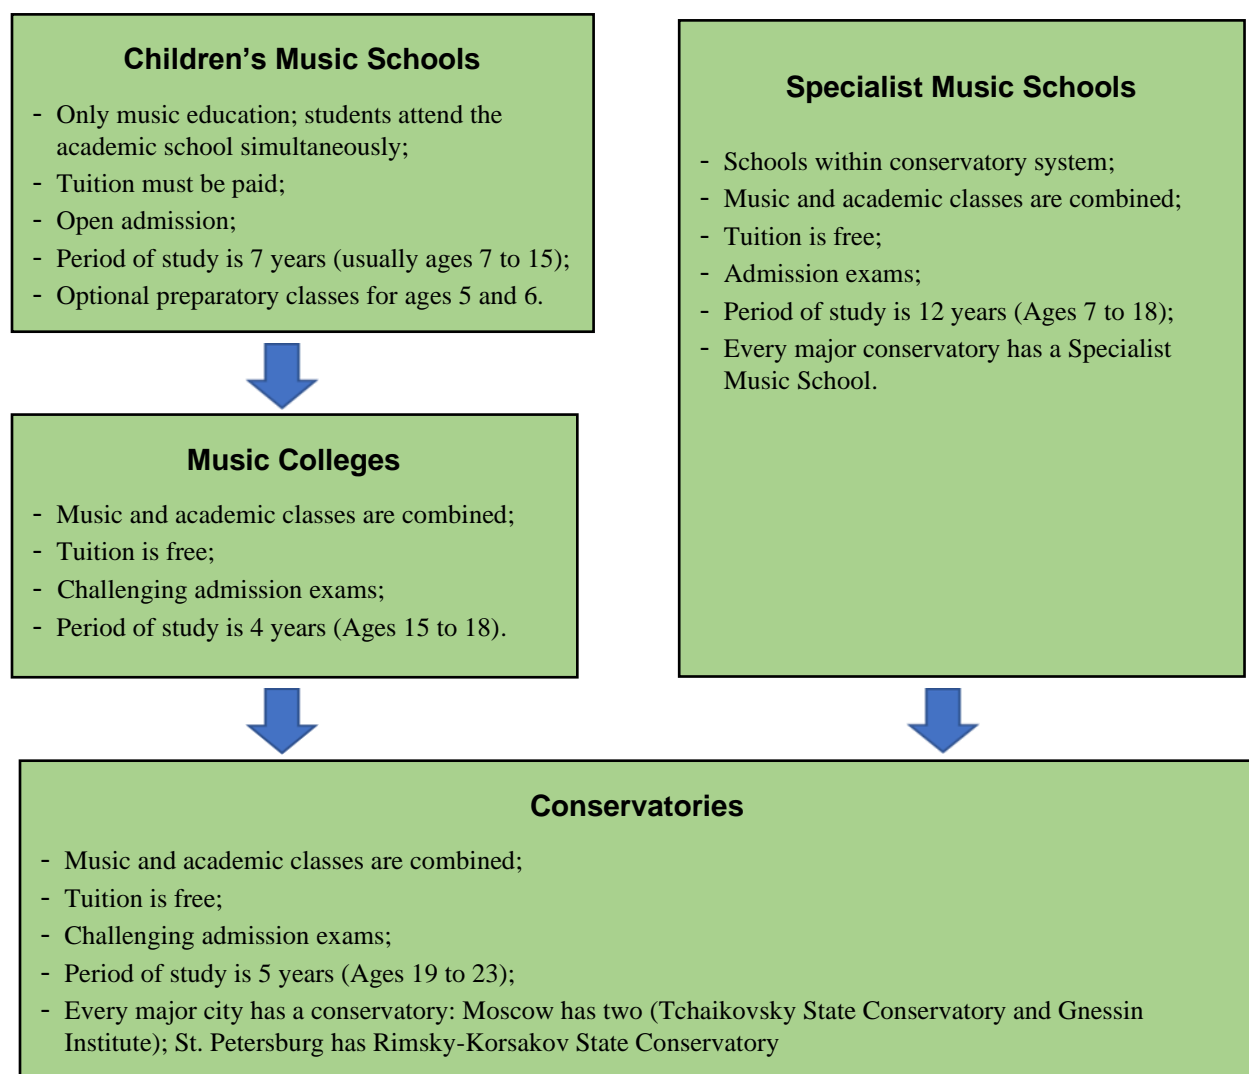 Children’s Music Schools
- Only music education; students attend the
academic school simultaneously;
- Tuition must be paid;
- Open admission;
- Period of study is 7 years (usually ages 7 to 15);
- Optional preparatory classes for ages 5 and 6.
Specialist Music Schools
- Schools within conservatory system;
- Music and academic classes are combined;
- Tuition is free;
- Admission exams;
- Period of study is 12 years (Ages 7 to 18);
- Every major conservatory has a Specialist
Music School.
Music Colleges
- Music and academic classes are combined;
- Tuition is free;
- Challenging admission exams;
- Period of study is 4 years (Ages 15 to 18).
Conservatories
- Music and academic classes are combined;
- Tuition is free;
- Challenging admission exams;
- Period of study is 5 years (Ages 19 to 23);
- Every major city has a conservatory: Moscow has two (Tchaikovsky State Conservatory and Gnessin
Institute); St. Petersburg has Rimsky-Korsakov State Conservatory